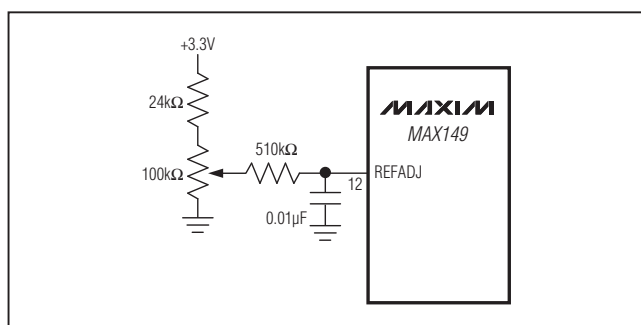 +3.3V
24kΩ
MAXIM
MAX149
510kΩ
100kΩ
12
REFADJ
0.01µF